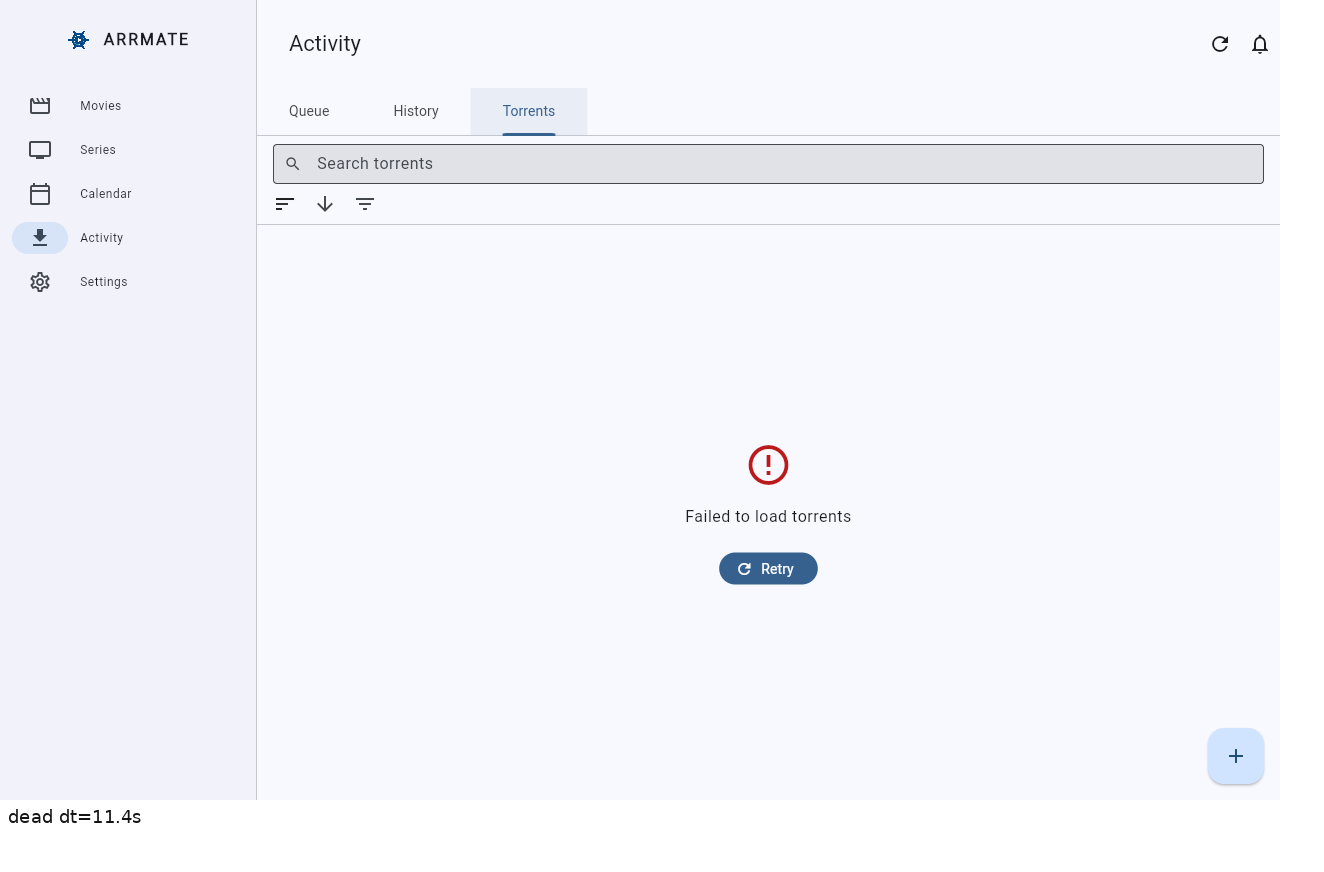 ARRMATE
Movies
Series
Calendar
Activity
Settings
Activity
Queue
History
Torrents
Search torrents
Failed to load torrents
Retry
dead dt=11.4s